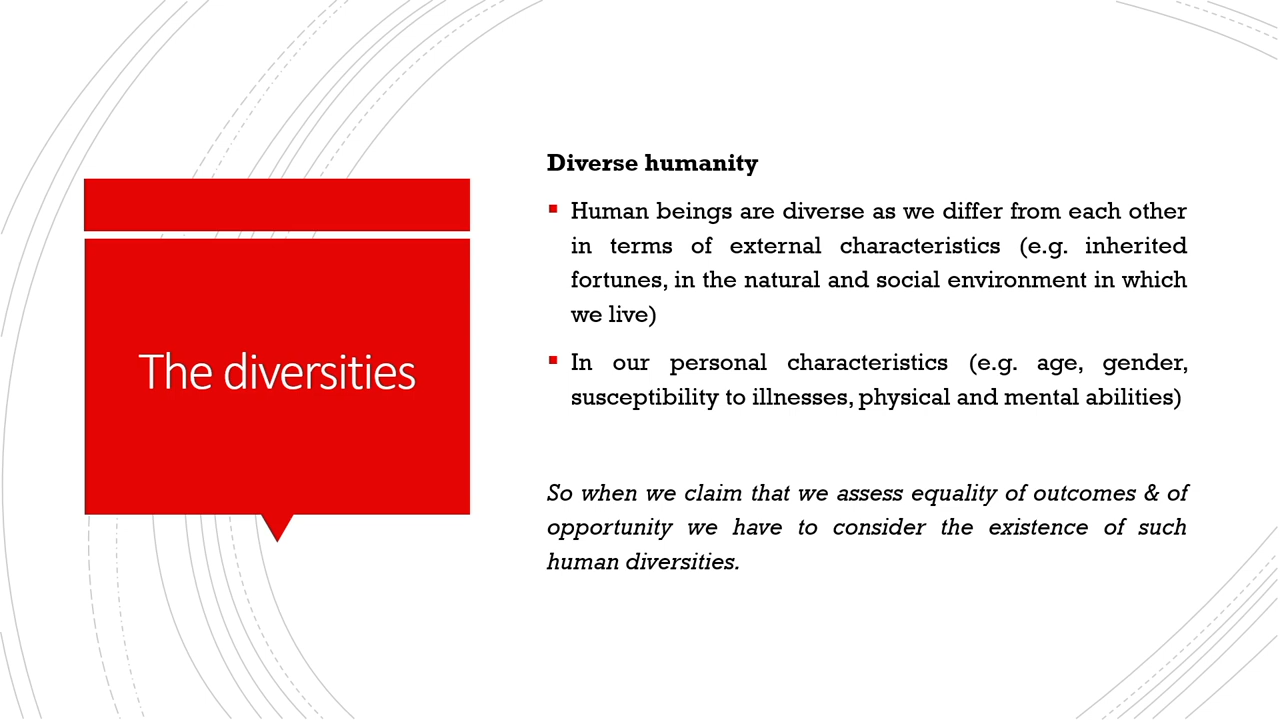 The diversities
Diverse humanity
Human beings are diverse as we differ from each other
in terms of external characteristics (e.g. inherited
fortunes, in the natural and social environment in which
we live)
In our personal characteristics (e.g. age, gender,
susceptibility to illnesses, physical and mental abilities)
So when we claim that we assess equality of outcomes & of
opportunity we have to consider the existence of such
human diversities.